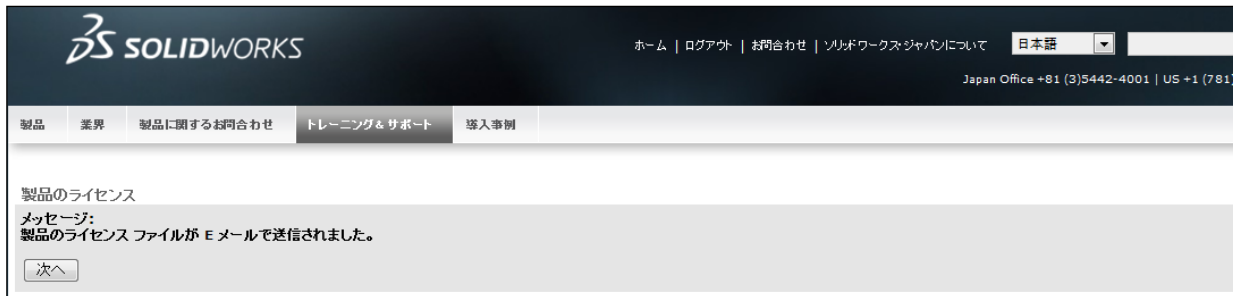 SOLIDWORKS
ホーム | ログアウト | お問合わせ | ソリッドワークス・ジャパンについて 日本語
Japan Office +81 (3)5442-4001 | US +1 (781)
製品 業界 製品に関するお問合わせ トレーニング&サポート 導入事例
製品のライセンス
メッセージ:
製品のライセンス ファイルが E メールで送信されました。
次へ